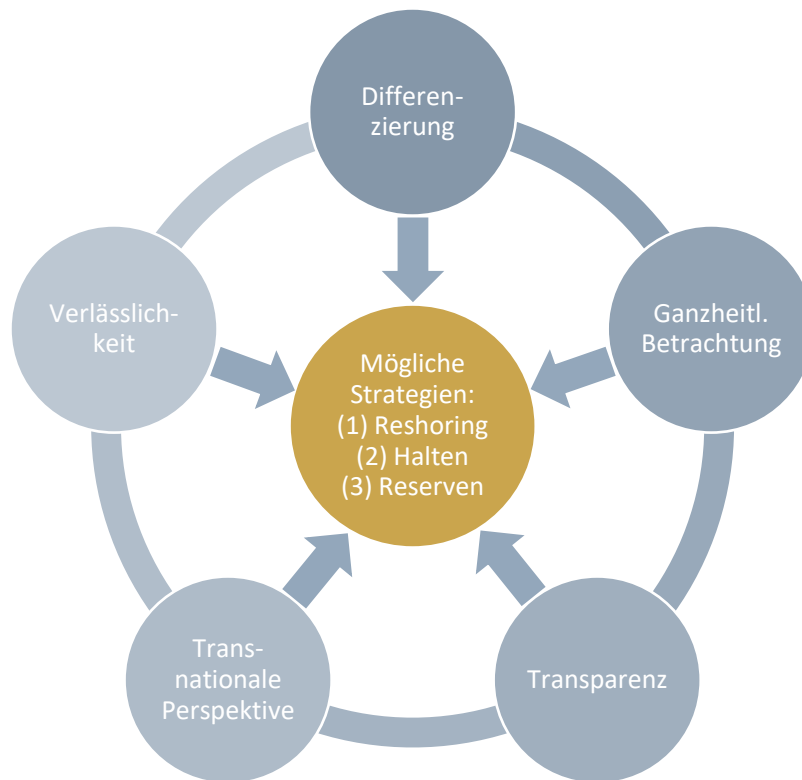 Differen-
zierung
Ganzheitl.
Betrachtung
Transparenz
Trans-
nationale
Perspektive
Verlässlich-
keit
Mögliche
Strategien:
(1) Reshoring
(2) Halten
(3) Reserven